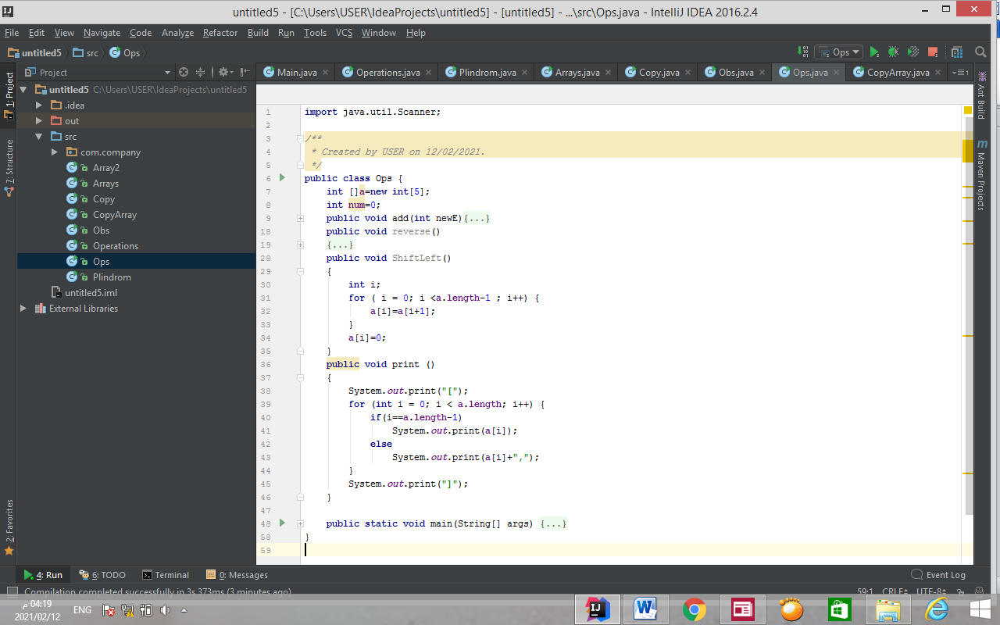 untitled5 - [C:\Users\USER\IdeaProjects\untitled5] - [untitled5] - ...\src\Ops.java - IntelliJ IDEA 2016.2.4
File Edit View Navigate Code Analyze Refactor Build Run Tools VCS Window Help
untitled5 src Ops
Ops
1: Project
7: Structure
2: Favorites
Project
untitled5 C:\Users\USER\IdeaProjects\untitled5
.idea
out
src
com.company
Array2
Arrays
Copy
CopyArray
Obs
Operations
Ops
Plindrom
untitled5.iml
External Libraries
Main.java Operations.java Plindrom.java Arrays.java Copy.java Obs.java Ops.java CopyArray.java
1 import java.util.Scanner;
2
3 /**
4 * Created by USER on 12/02/2021.
5 */
6 public class Ops {
7 int []a=new int[5];
8 int num=0;
9 public void add(int newE){...}
18 public void reverse()
19 {...}
28 public void ShiftLeft()
29 {
30 int i;
31 for ( i = 0; i <a.length-1 ; i++) {
32 a[i]=a[i+1];
33 }
34 a[i]=0;
35 }
36 public void print ()
37 {
38 System.out.print("[");
39 for (int i = 0; i < a.length; i++) {
40 if(i==a.length-1)
41 System.out.print(a[i]);
42 else
43 System.out.print(a[i]+",");
44 }
45 System.out.print("]");
46 }
47
48 public static void main(String[] args) {...}
58 }
59
Ant Build
Maven Projects
4: Run 6: TODO Terminal 0: Messages Event Log
Compilation completed successfully in 3s 373ms (3 minutes ago) 59:1 CRLF UTF-8
04:19 م
2021/02/12
ENG